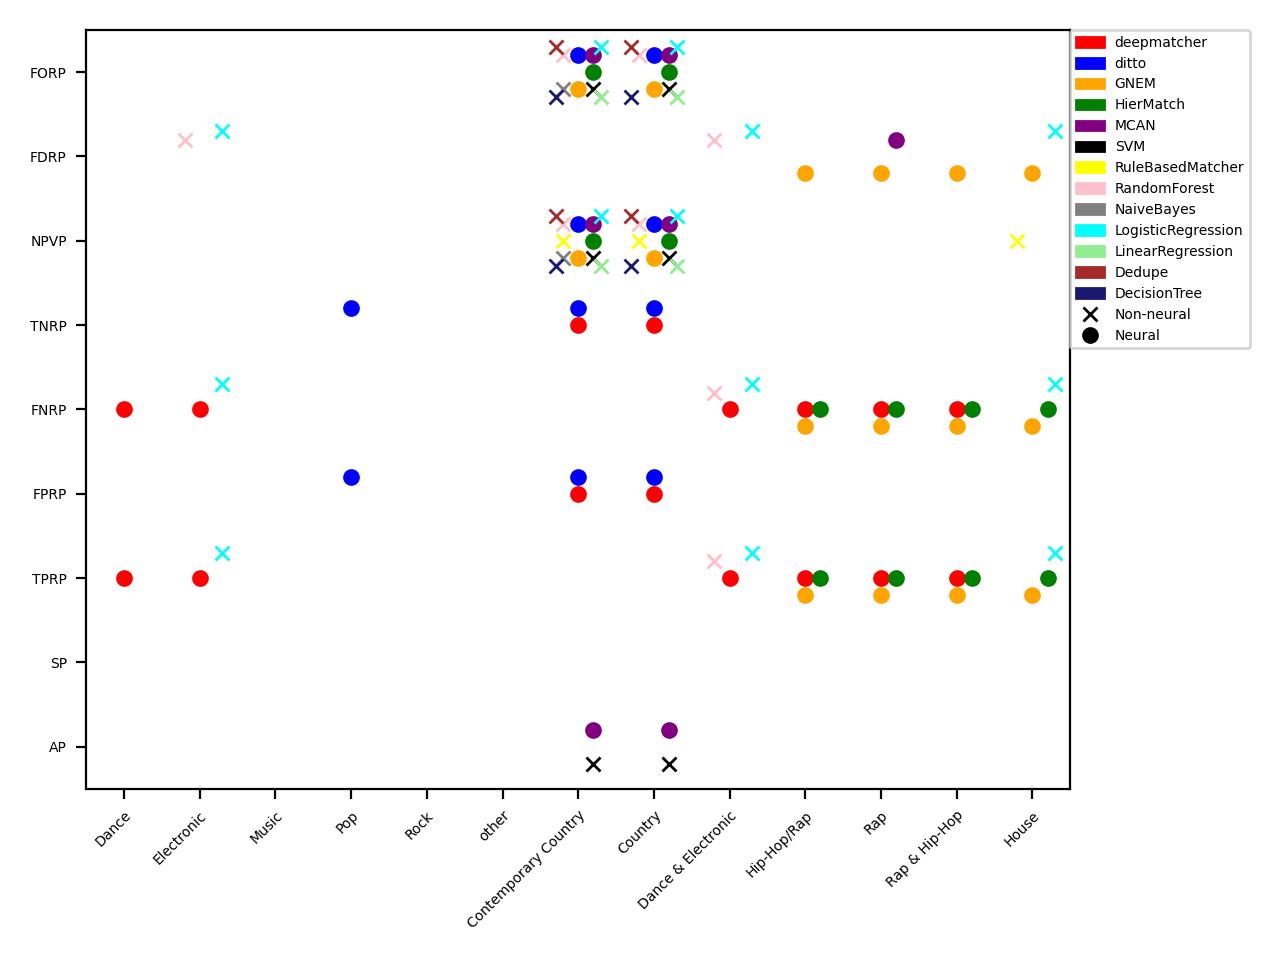 FORP
FDRP
NPVP
TNRP
FNRP
FPRP
TPRP
SP
AP
Dance
Electronic
Music
Pop
Rock
other
Contemporary Country
Country
Dance & Electronic
Hip-Hop/Rap
Rap
Rap & Hip-Hop
House
deepmatcher
ditto
GNEM
HierMatch
MCAN
SVM
RuleBasedMatcher
RandomForest
NaiveBayes
LogisticRegression
LinearRegression
Dedupe
DecisionTree
Non-neural
Neural